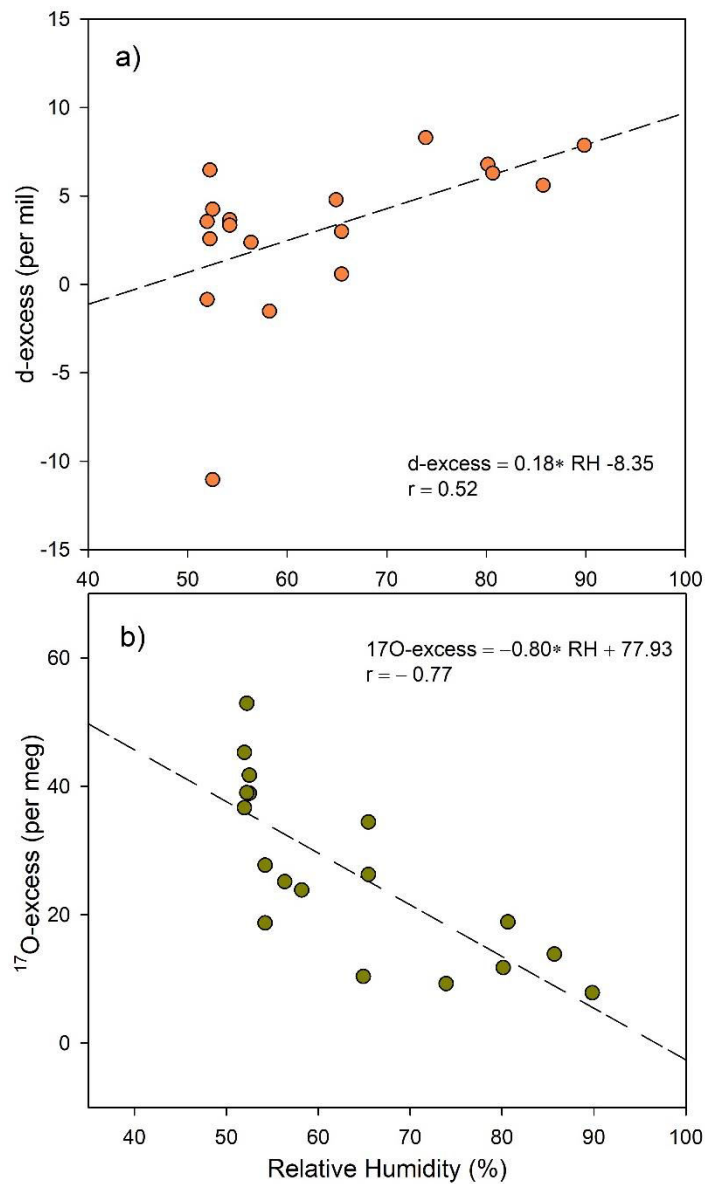 15
a)
10
5
0
-5
-10
-15
d-excess (per mil)
d-excess = 0.18∗ RH -8.35
r = 0.52
40 50 60 70 80 90 100
b)
17O-excess = −0.80∗ RH + 77.93
r = − 0.77
60
40
20
0
¹⁷O-excess (per meg)
40 50 60 70 80 90 100
Relative Humidity (%)